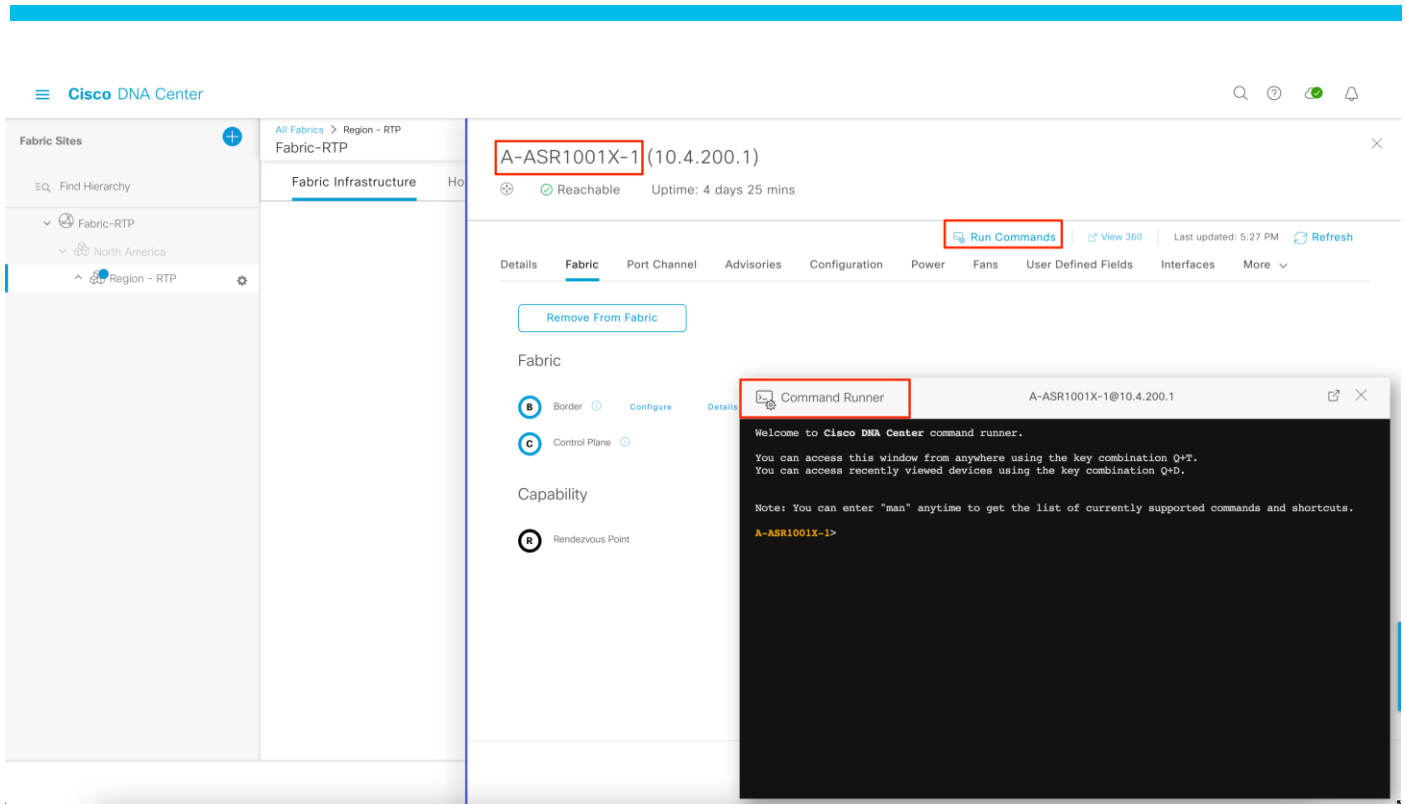 Cisco DNA Center
Fabric Sites
Find Hierarchy
Fabric-RTP
North America
Region - RTP
All Fabrics > Region - RTP
Fabric-RTP
Fabric Infrastructure Ho
A-ASR1001X-1 (10.4.200.1)
Reachable Uptime: 4 days 25 mins
Run Commands View 360 Last updated: 5:27 PM Refresh
Details Fabric Port Channel Advisories Configuration Power Fans User Defined Fields Interfaces More
Remove From Fabric
Fabric
B Border Configure Details
C Control Plane
Capability
R Rendezvous Point
Command Runner A-ASR1001X-1@10.4.200.1
Welcome to Cisco DNA Center command runner.
You can access this window from anywhere using the key combination Q+T.
You can access recently viewed devices using the key combination Q+D.
Note: You can enter "man" anytime to get the list of currently supported commands and shortcuts.
A-ASR1001X-1>